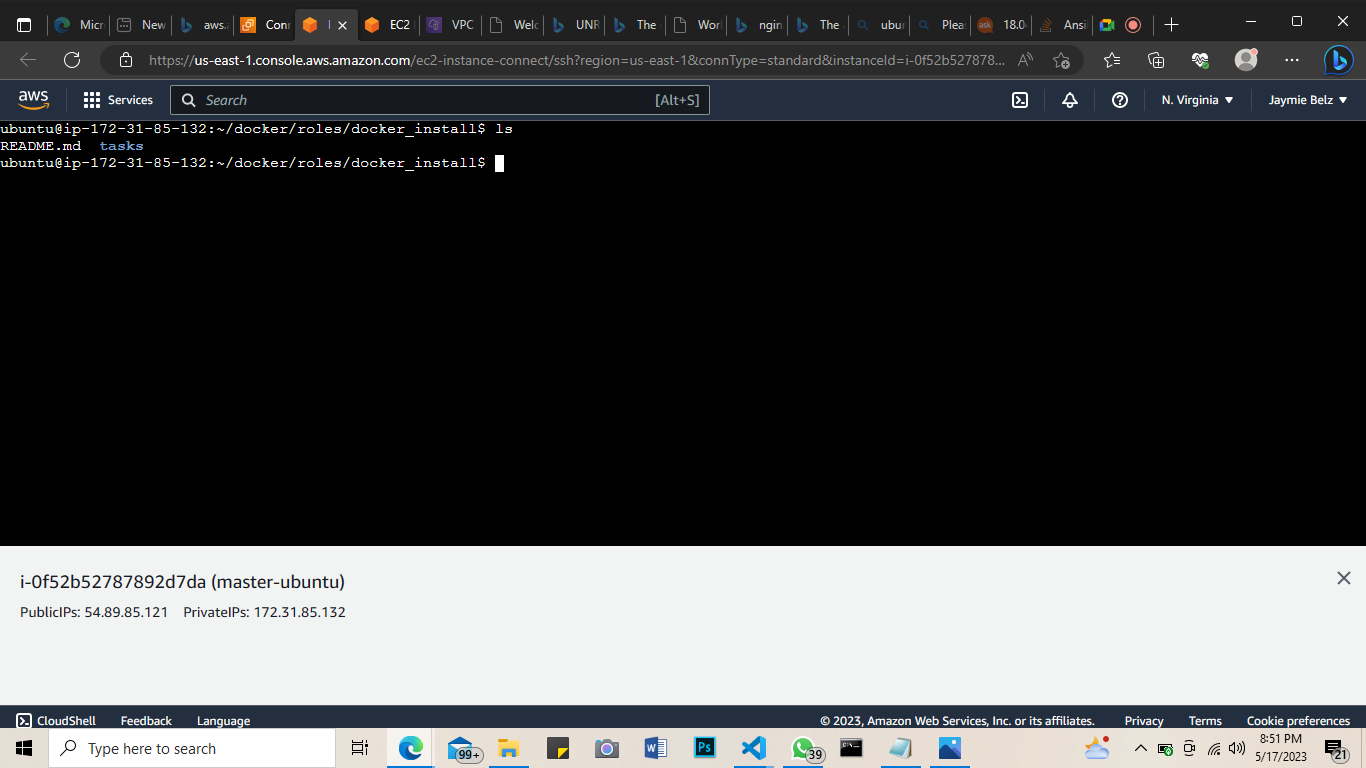 Micr
New
aws.a
Conn
EC2
VPC
Welc
UNR
The
Worl
ngin
The
ubur
Plea
ask
18.0
Ansi
https://us-east-1.console.aws.amazon.com/ec2-instance-connect/ssh?region=us-east-1&connType=standard&instanceId=i-0f52b527878...
aws
Services
Search
[Alt+S]
N. Virginia
Jaymie Belz
ubuntu@ip-172-31-85-132:~/docker/roles/docker_install$ ls
README.md tasks
ubuntu@ip-172-31-85-132:~/docker/roles/docker_install$
i-0f52b52787892d7da (master-ubuntu)
PublicIPs: 54.89.85.121 PrivateIPs: 172.31.85.132
CloudShell Feedback Language
© 2023, Amazon Web Services, Inc. or its affiliates. Privacy Terms Cookie preferences
Type here to search
99+
W
Ps
39
8:51 PM
5/17/2023
21